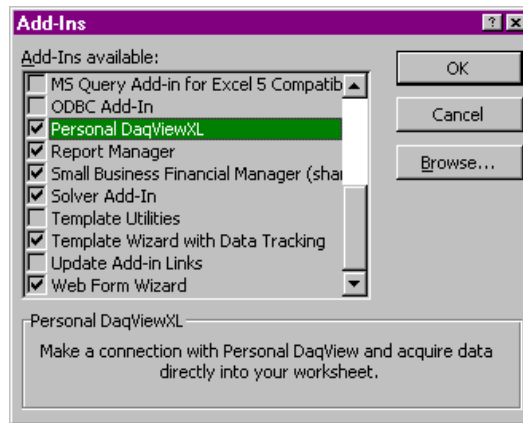 Add-Ins
Add-Ins available:
MS Query Add-in for Excel 5 Compatib
ODBC Add-In
Personal DaqViewXL
Report Manager
Small Business Financial Manager (shar
Solver Add-In
Template Utilities
Template Wizard with Data Tracking
Update Add-in Links
Web Form Wizard
OK
Cancel
Browse...
Personal DaqViewXL
Make a connection with Personal DaqView and acquire data
directly into your worksheet.